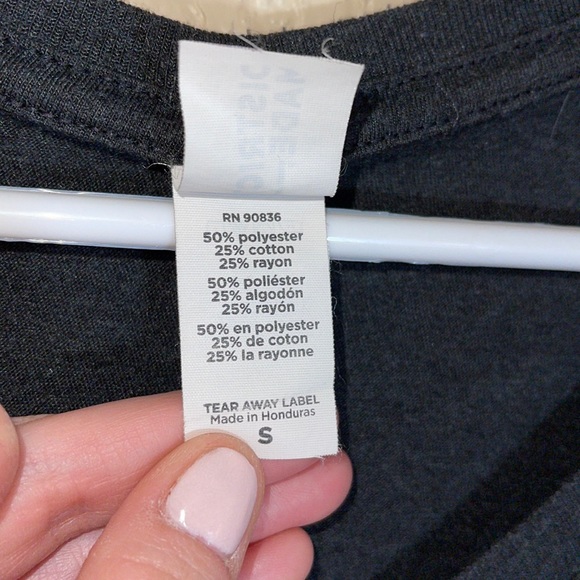 RN 90836
50% polyester
25% cotton
25% rayon
50% poliéster
25% algodón
25% rayón
50% en polyester
25% de coton
25% la rayonne
TEAR AWAY LABEL
Made in Honduras
S